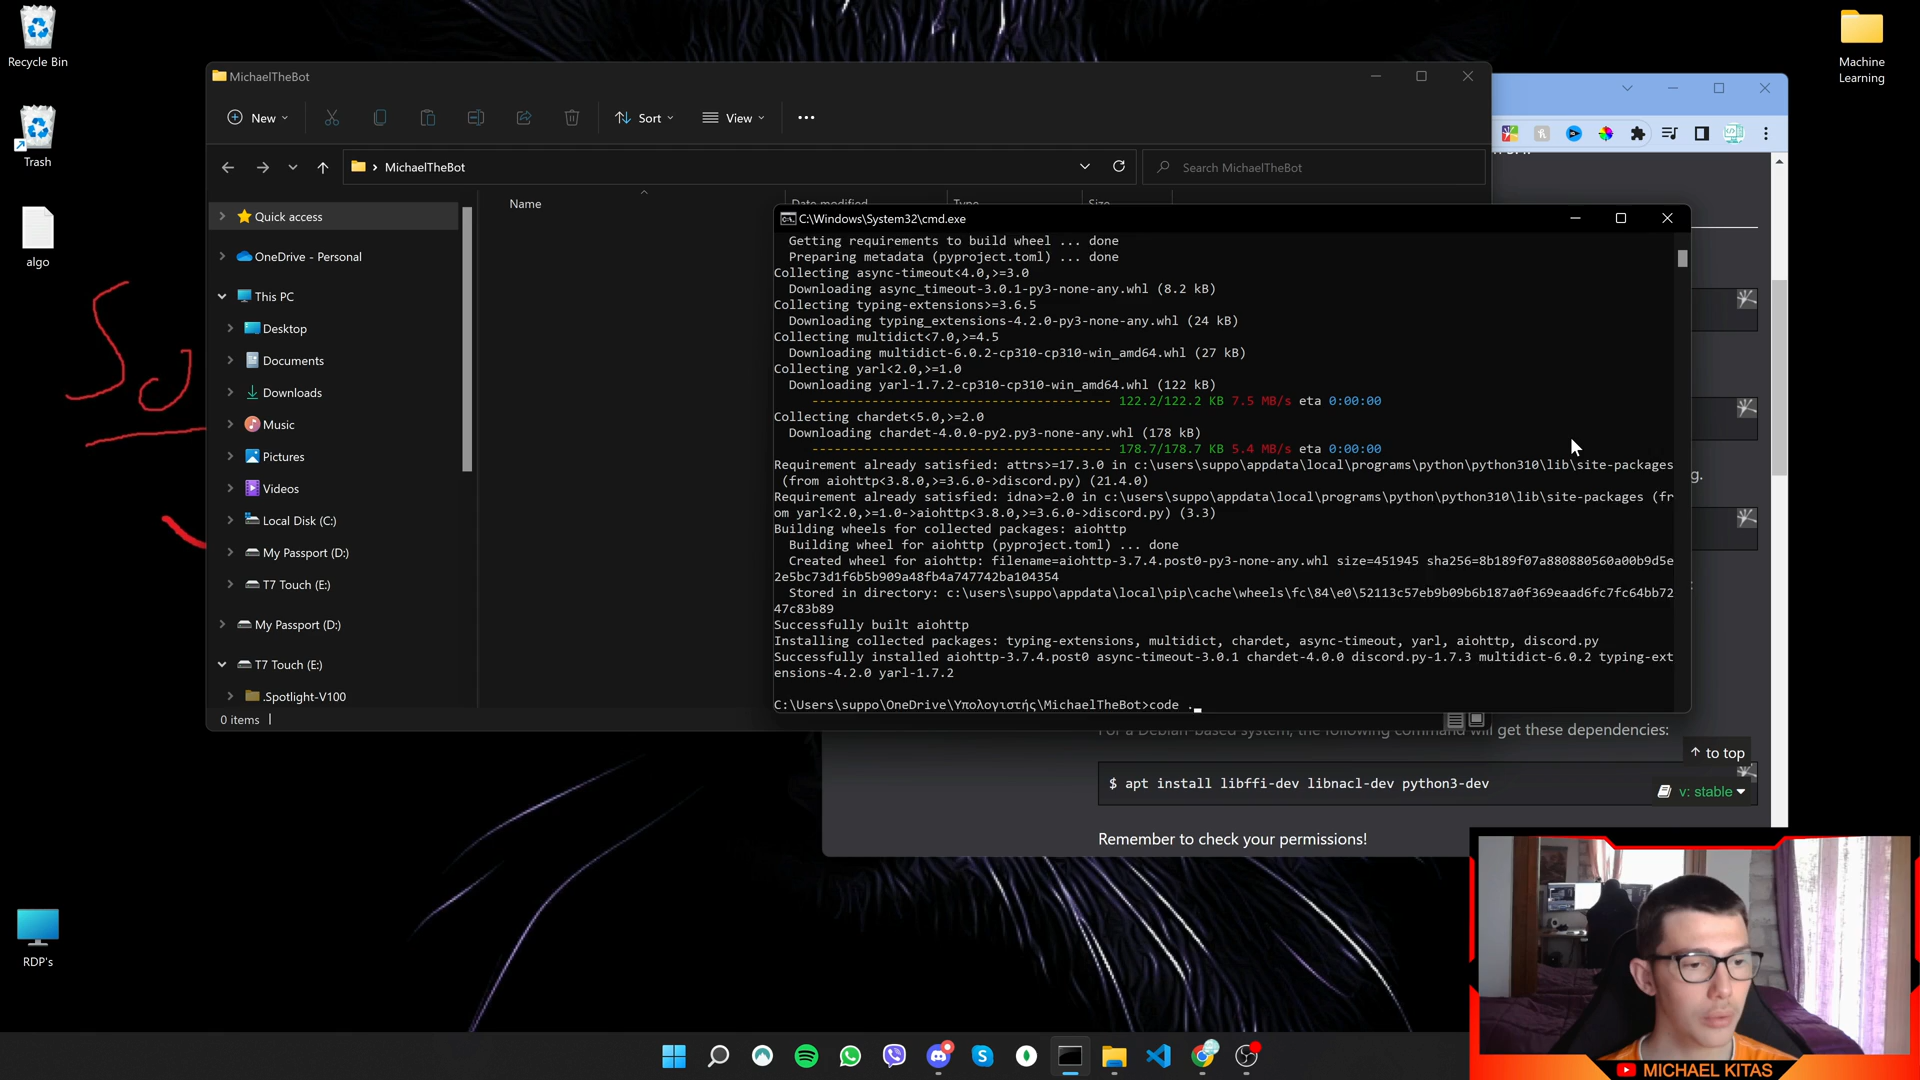 Recycle Bin
Trash
algo
RDP's
Machine
Learning
MichaelTheBot
New
Sort
View
MichaelTheBot
Search MichaelTheBot
Quick access
OneDrive - Personal
This PC
Desktop
Documents
Downloads
Music
Pictures
Videos
Local Disk (C:)
My Passport (D:)
T7 Touch (E:)
My Passport (D:)
T7 Touch (E:)
.Spotlight-V100
0 items
Name
Date modified
Type
Size
C:\Windows\System32\cmd.exe
Getting requirements to build wheel ... done
Preparing metadata (pyproject.toml) ... done
Collecting async-timeout<4.0,>=3.0
Downloading async_timeout-3.0.1-py3-none-any.whl (8.2 kB)
Collecting typing-extensions>=3.6.5
Downloading typing_extensions-4.2.0-py3-none-any.whl (24 kB)
Collecting multidict<7.0,>=4.5
Downloading multidict-6.0.2-cp310-cp310-win_amd64.whl (27 kB)
Collecting yarl<2.0,>=1.0
Downloading yarl-1.7.2-cp310-cp310-win_amd64.whl (122 kB)
---------------------------------------- 122.2/122.2 KB 7.5 MB/s eta 0:00:00
Collecting chardet<5.0,>=2.0
Downloading chardet-4.0.0-py2.py3-none-any.whl (178 kB)
---------------------------------------- 178.7/178.7 KB 5.4 MB/s eta 0:00:00
Requirement already satisfied: attrs>=17.3.0 in c:\users\suppo\appdata\local\programs\python\python310\lib\site-packages
(from aiohttp<3.8.0,>=3.6.0->discord.py) (21.4.0)
Requirement already satisfied: idna>=2.0 in c:\users\suppo\appdata\local\programs\python\python310\lib\site-packages (fr
om yarl<2.0,>=1.0->aiohttp<3.8.0,>=3.6.0->discord.py) (3.3)
Building wheels for collected packages: aiohttp
Building wheel for aiohttp (pyproject.toml) ... done
Created wheel for aiohttp: filename=aiohttp-3.7.4.post0-py3-none-any.whl size=451945 sha256=8b189f07a880880560a00b9d5e
2e5bc73d1f6b5b909a48fb4a747742ba104354
Stored in directory: c:\users\suppo\appdata\local\pip\cache\wheels\fc\84\e0\52113c57eb9b09b6b187a0f369eaad6fc7fc64bb72
47c83b89
Successfully built aiohttp
Installing collected packages: typing-extensions, multidict, chardet, async-timeout, yarl, aiohttp, discord.py
Successfully installed aiohttp-3.7.4.post0 async-timeout-3.0.1 chardet-4.0.0 discord.py-1.7.3 multidict-6.0.2 typing-ext
ensions-4.2.0 yarl-1.7.2
C:\Users\suppo\OneDrive\Υπολογιστής\MichaelTheBot>code .
g.
For a Debian-based system, the following command will get these dependencies:
to top
$ apt install libffi-dev libnacl-dev python3-dev
v: stable
Remember to check your permissions!
MICHAEL KITAS